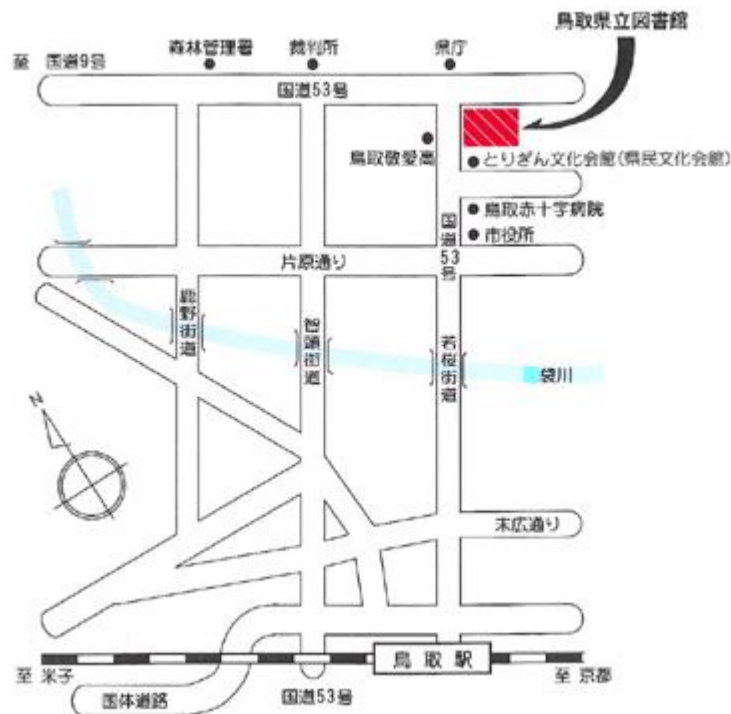 鳥取県立図書館
森林管理署
裁判所
県庁
至 国道9号
国道53号
鳥取敬愛高
とりぎん文化会館(県民文化会館)
鳥取赤十字病院
市役所
国道53号
片原通り
鹿野街道
智頭街道
若桜街道
袋川
N
末広通り
鳥取駅
至 米子
至 京都
国体道路
国道53号